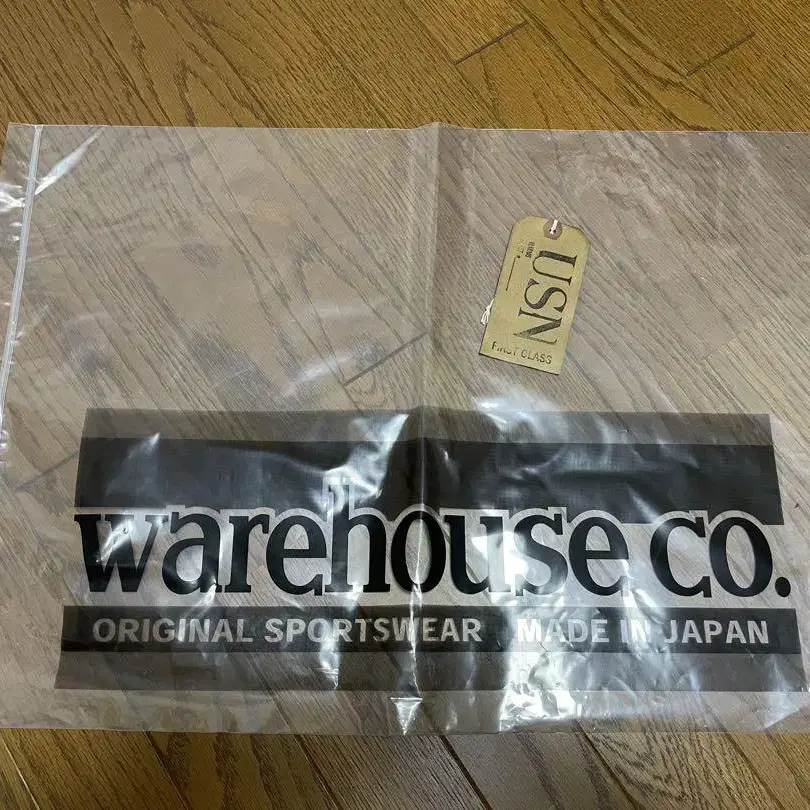 USN
FIRST CLASS
warehouse co.
ORIGINAL SPORTSWEAR MADE IN JAPAN